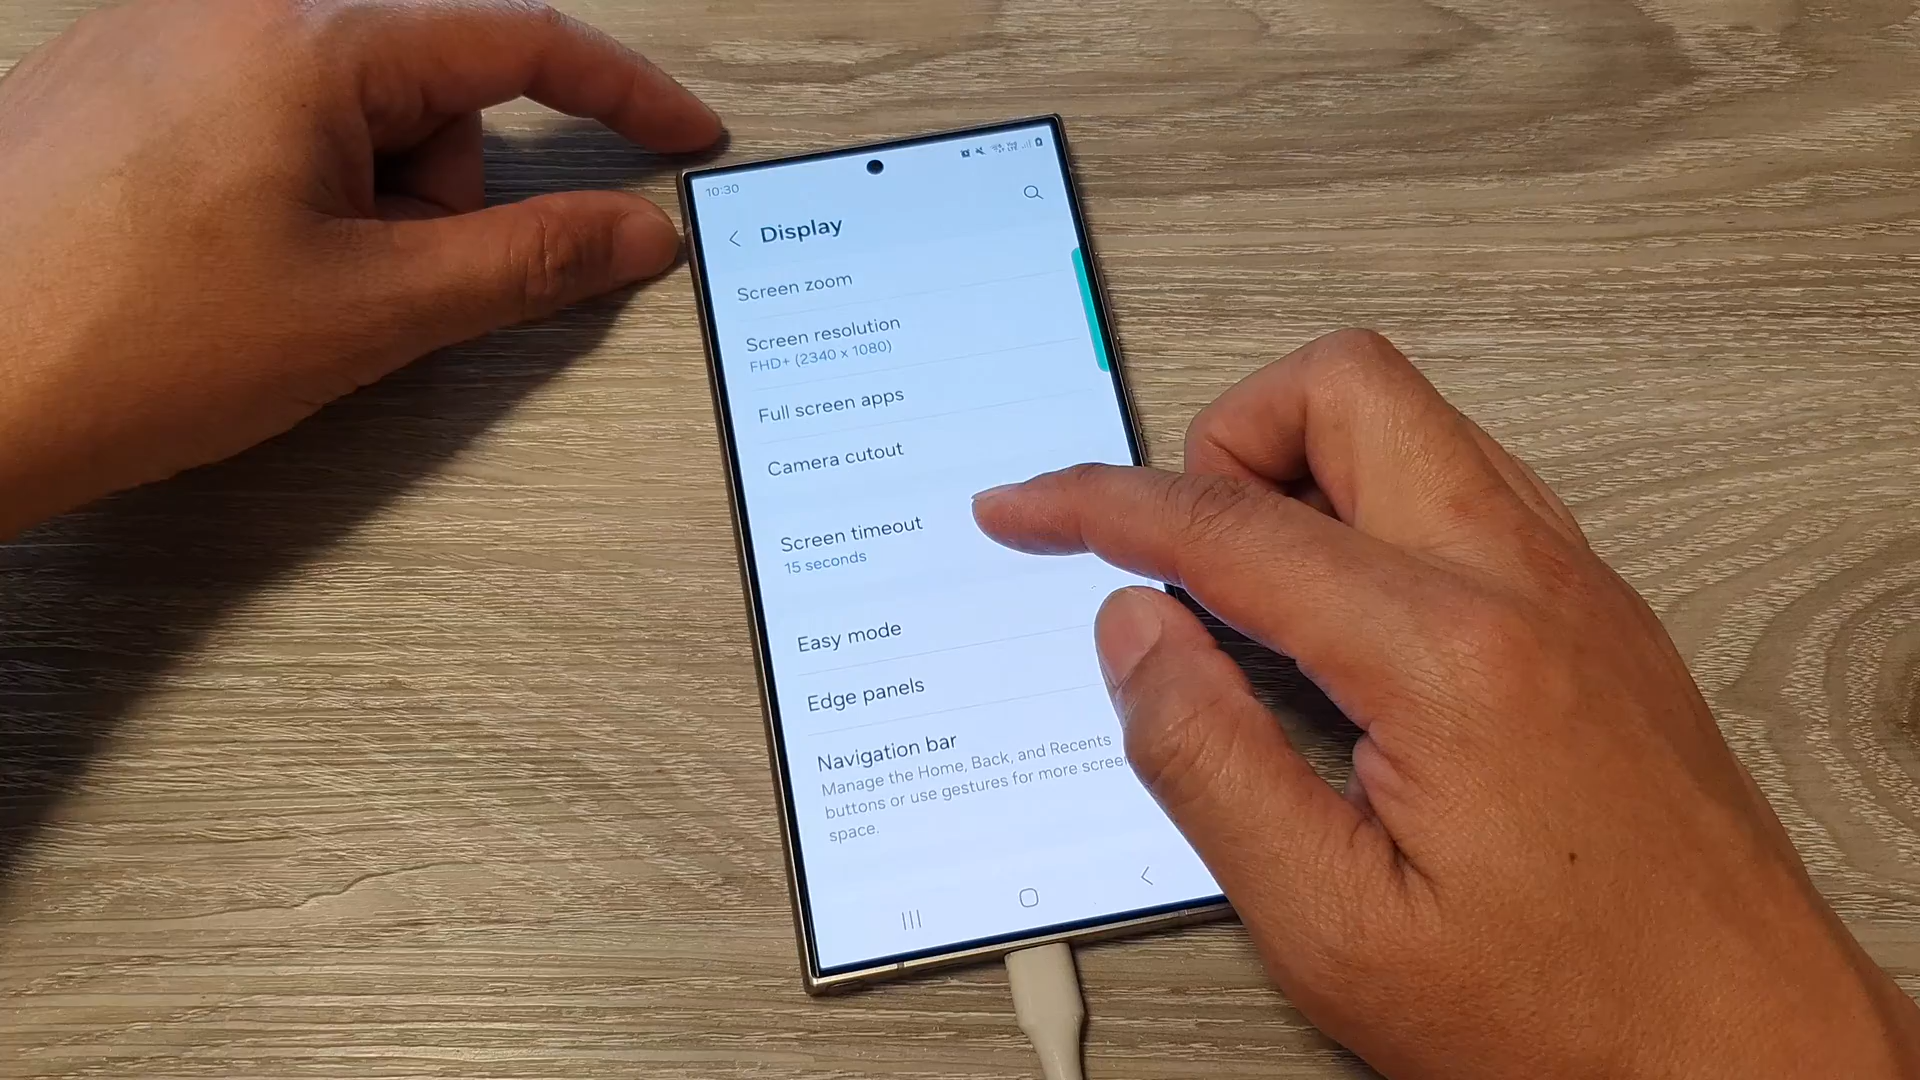 10:30
Display
Screen zoom
Screen resolution
FHD+ (2340 x 1080)
Full screen apps
Camera cutout
Screen timeout
15 seconds
Easy mode
Edge panels
Navigation bar
Manage the Home, Back, and Recents
buttons or use gestures for more screen
space.